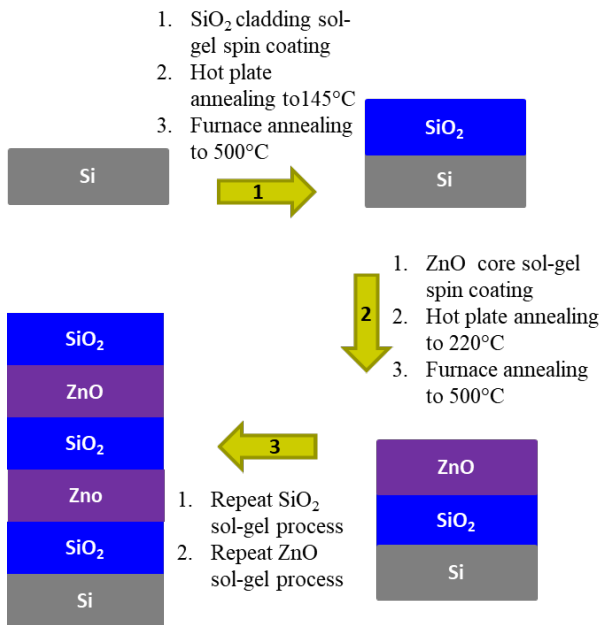 1. SiO₂ cladding sol-
gel spin coating
2. Hot plate
annealing to145°C
3. Furnace annealing
to 500°C
Si
1
SiO₂
Si
1. ZnO core sol-gel
spin coating
2. Hot plate annealing
to 220°C
3. Furnace annealing
to 500°C
2
ZnO
SiO₂
Si
3
1. Repeat SiO₂
sol-gel process
2. Repeat ZnO
sol-gel process
SiO₂
ZnO
SiO₂
Zno
SiO₂
Si